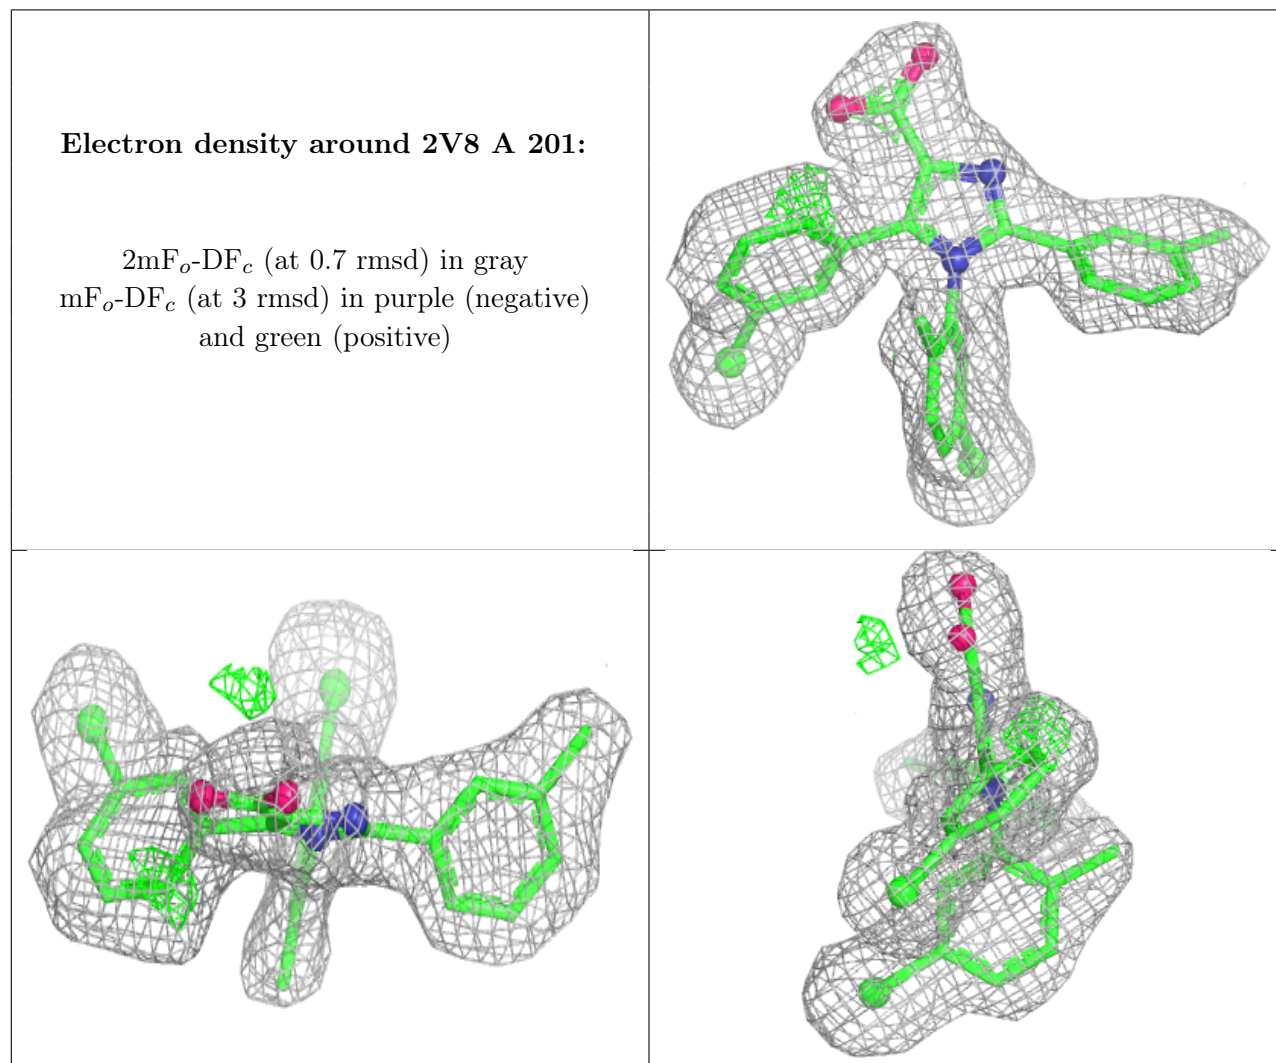 Electron density around 2V8 A 201:
2mFo-DFc (at 0.7 rmsd) in gray
mFo-DFc (at 3 rmsd) in purple (negative)
and green (positive)